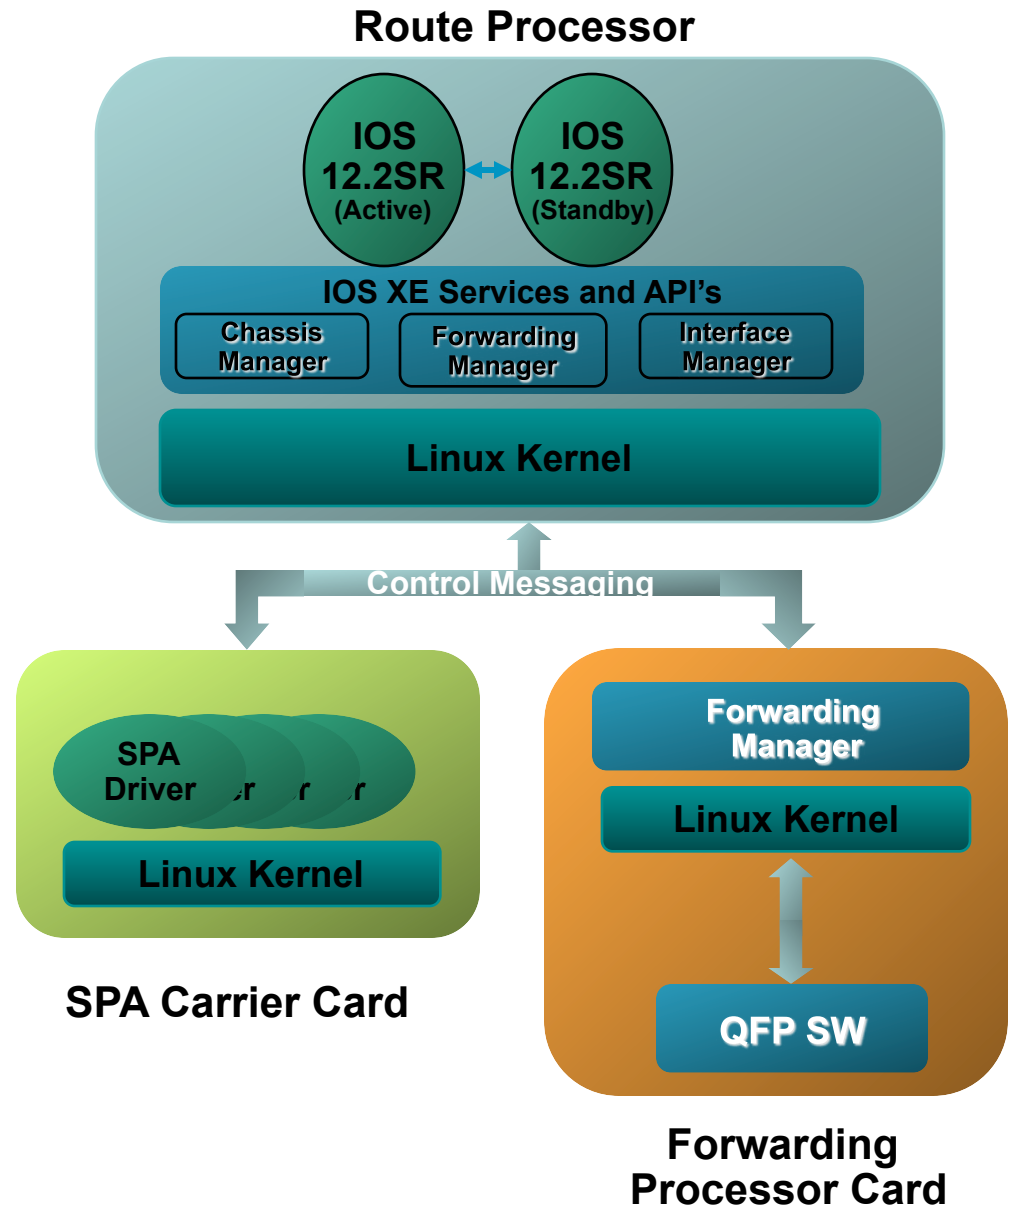 Route Processor
IOS
12.2SR
(Active)
IOS
12.2SR
(Standby)
IOS XE Services and API's
Chassis
Manager
Forwarding
Manager
Interface
Manager
Linux Kernel
Control Messaging
SPA
Driver
er
r
r
Linux Kernel
SPA Carrier Card
Forwarding
Manager
Linux Kernel
QFP SW
Forwarding
Processor Card